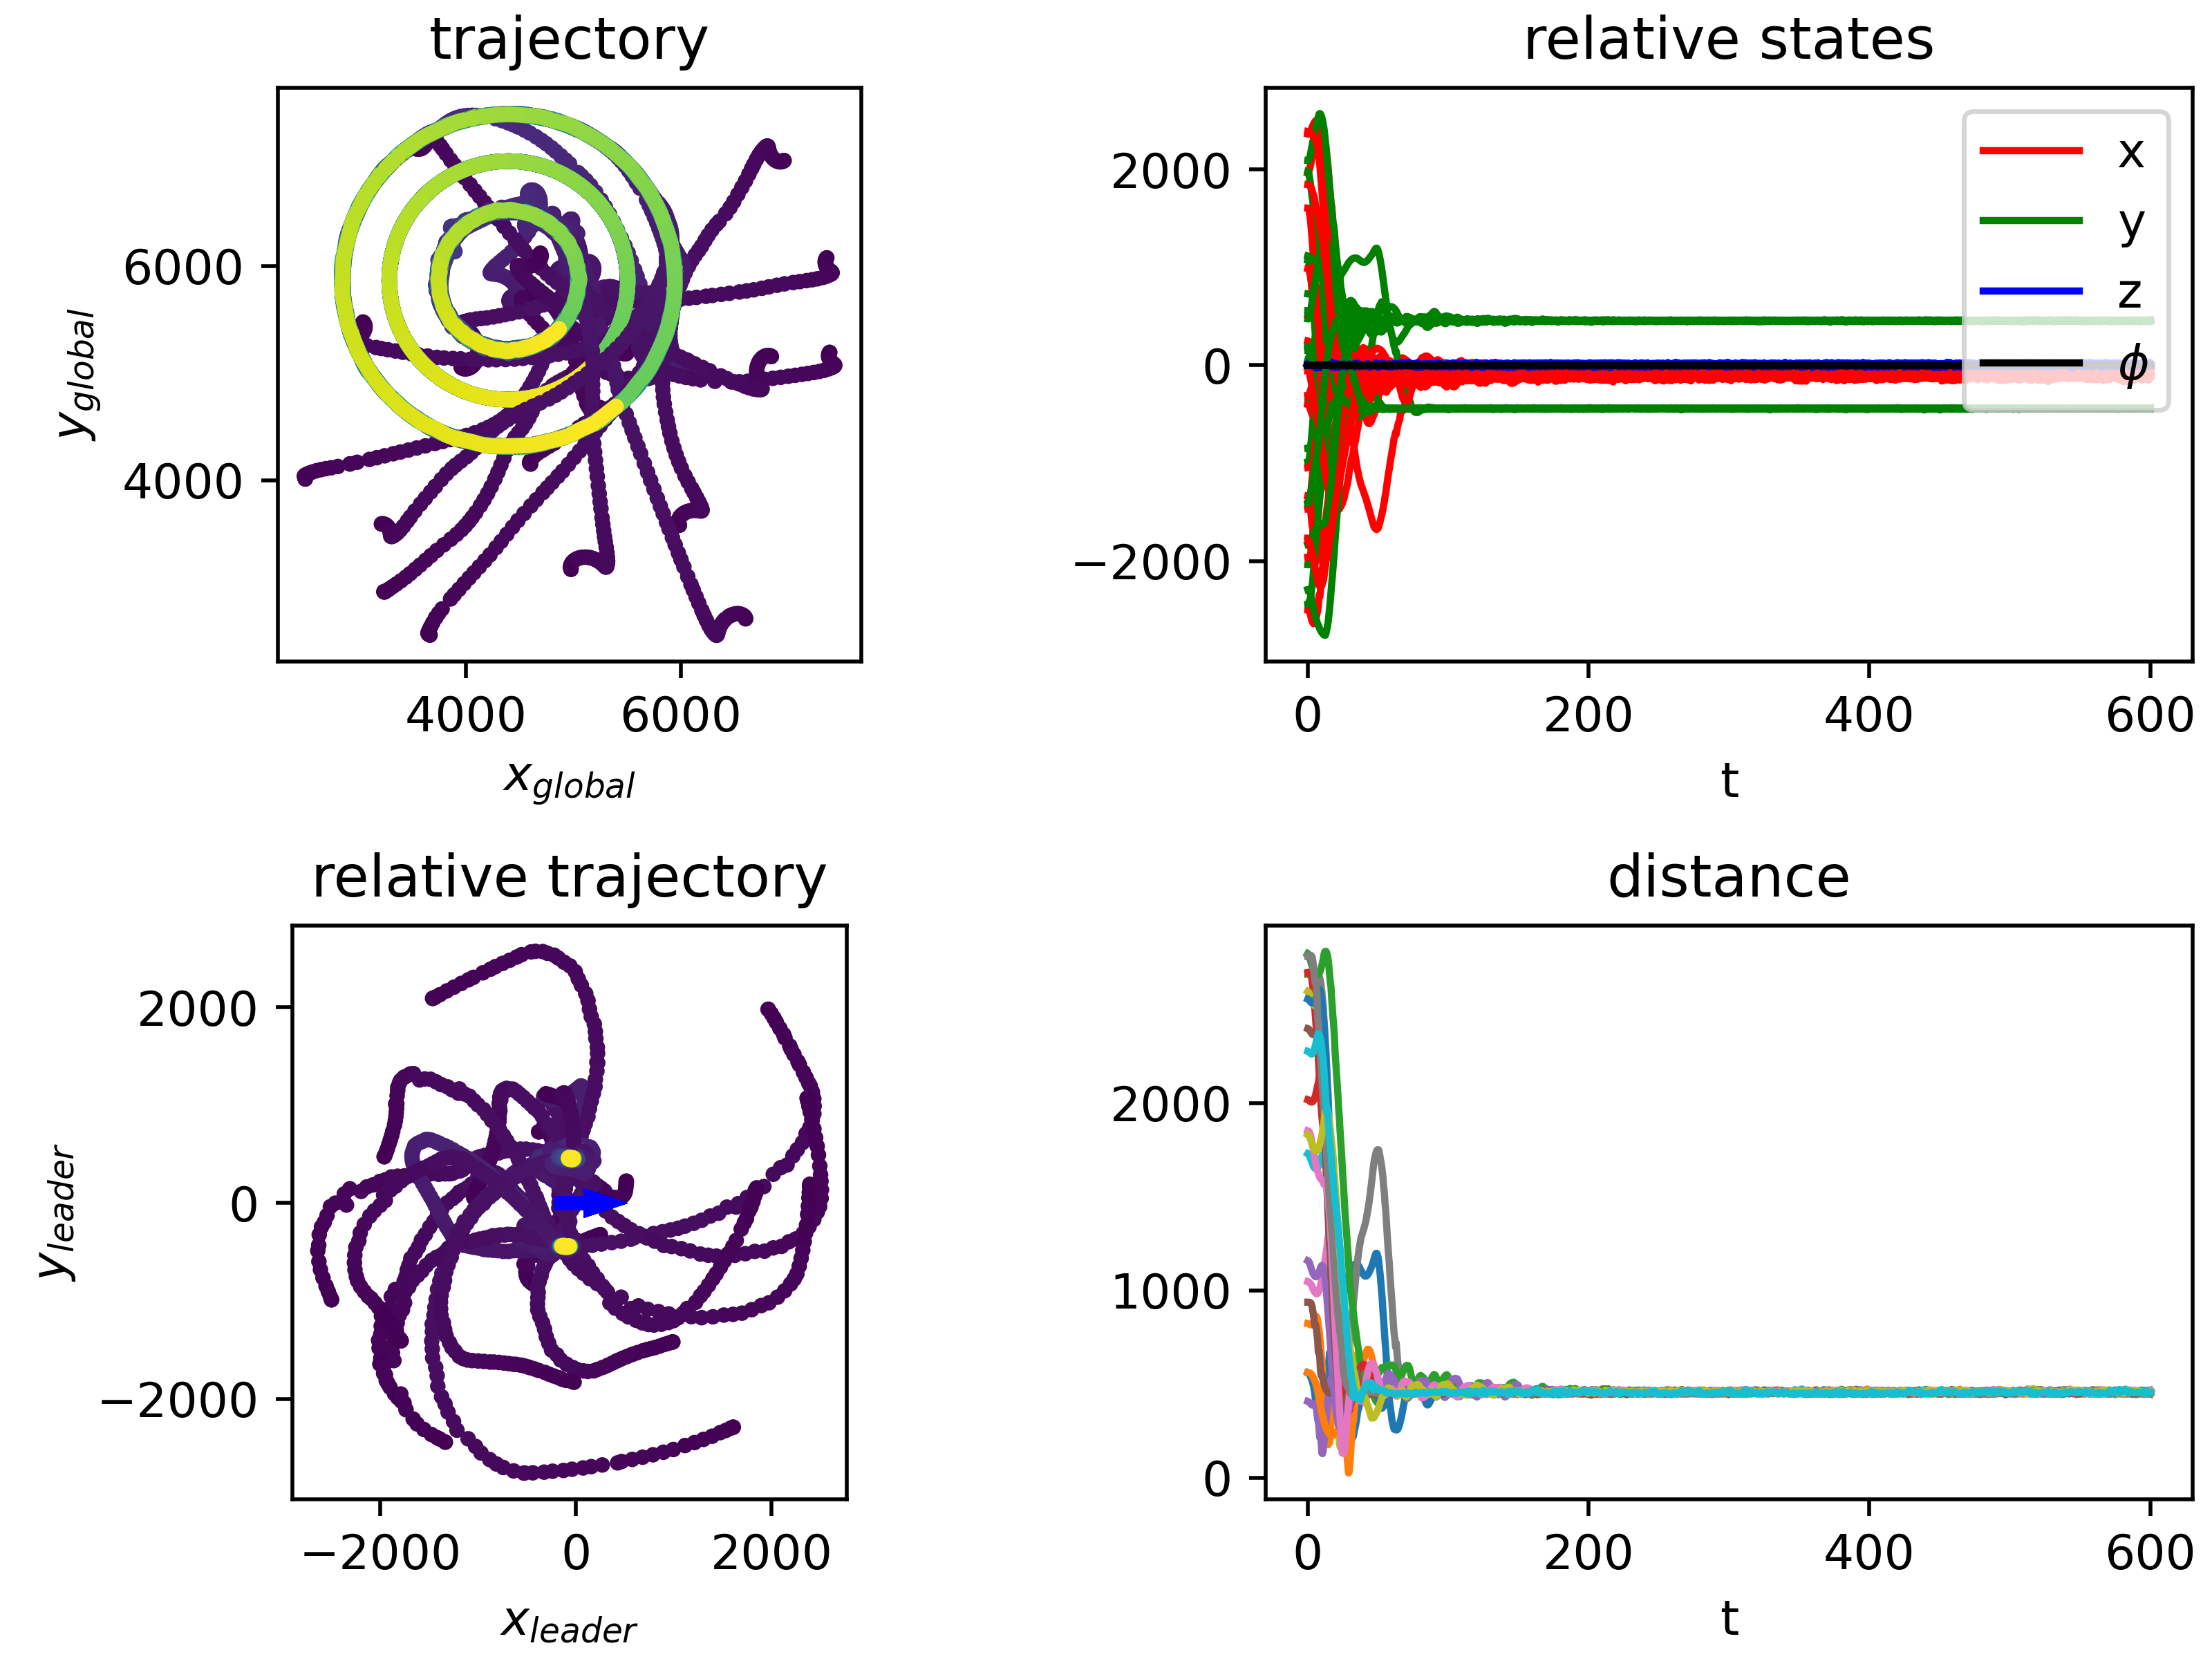 trajectory
6000
4000
y_global
4000 6000
x_global
relative states
2000
0
−2000
x
y
z
ϕ
0 200 400 600
t
relative trajectory
2000
0
−2000
y_leader
−2000 0 2000
x_leader
distance
2000
1000
0
0 200 400 600
t